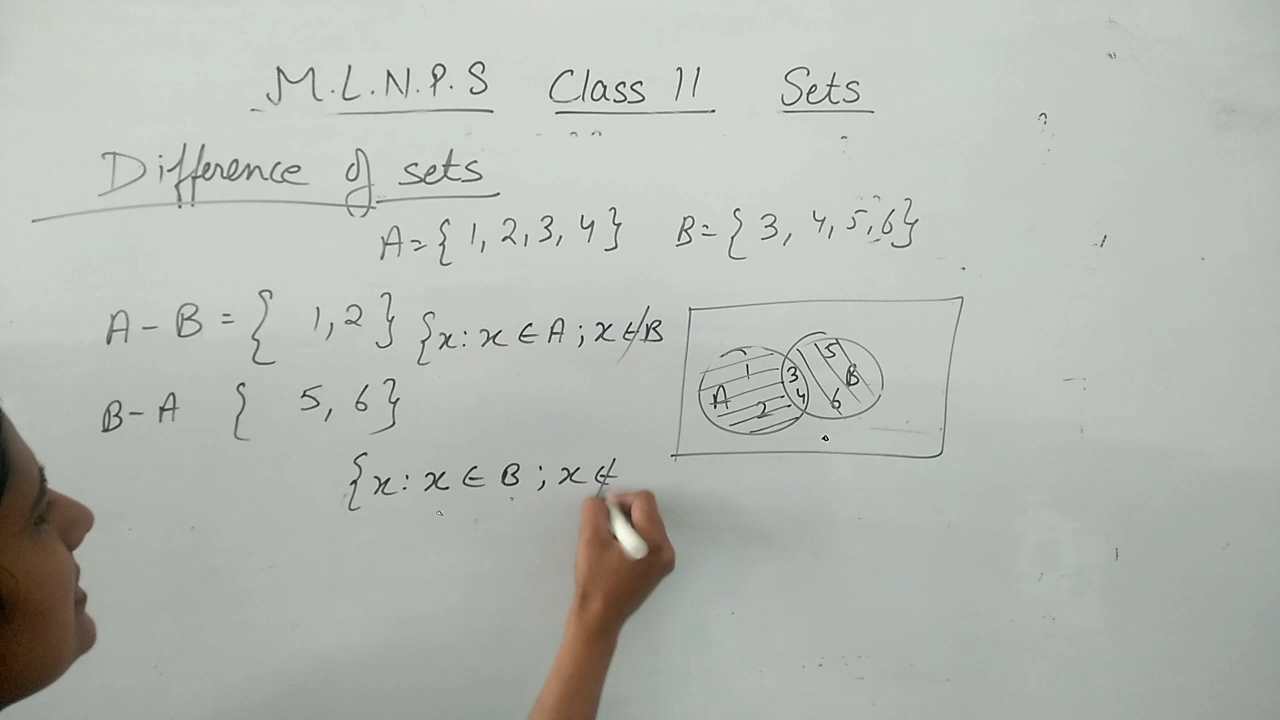 M.L.N.P.S Class 11 Sets
Difference of sets
A={1,2,3,4} B={3,4,5,6}
A-B={1,2} {x:x∈A;x∉B
B-A {5,6}
{x:x∈B;x∉
A 1 2 3 4 5 6 B